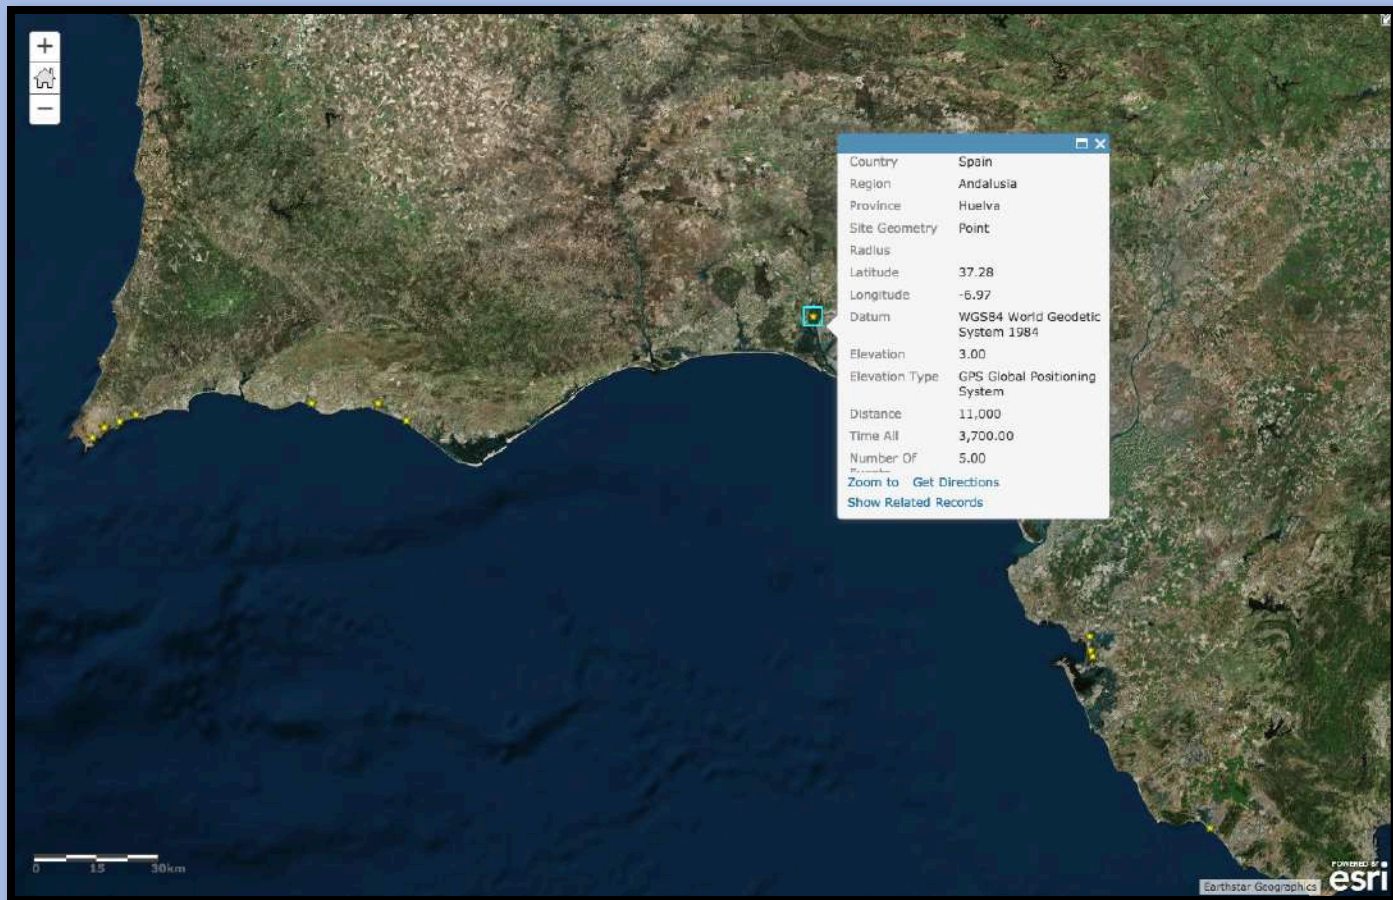 +
−
Country Spain
Region Andalusia
Province Huelva
Site Geometry Point
Radius
Latitude 37.28
Longitude -6.97
Datum WGS84 World Geodetic
System 1984
Elevation 3.00
Elevation Type GPS Global Positioning
System
Distance 11,000
Time All 3,700.00
Number Of 5.00
Zoom to Get Directions
Show Related Records
0 15 30km
POWERED BY
esri
Earthstar Geographics